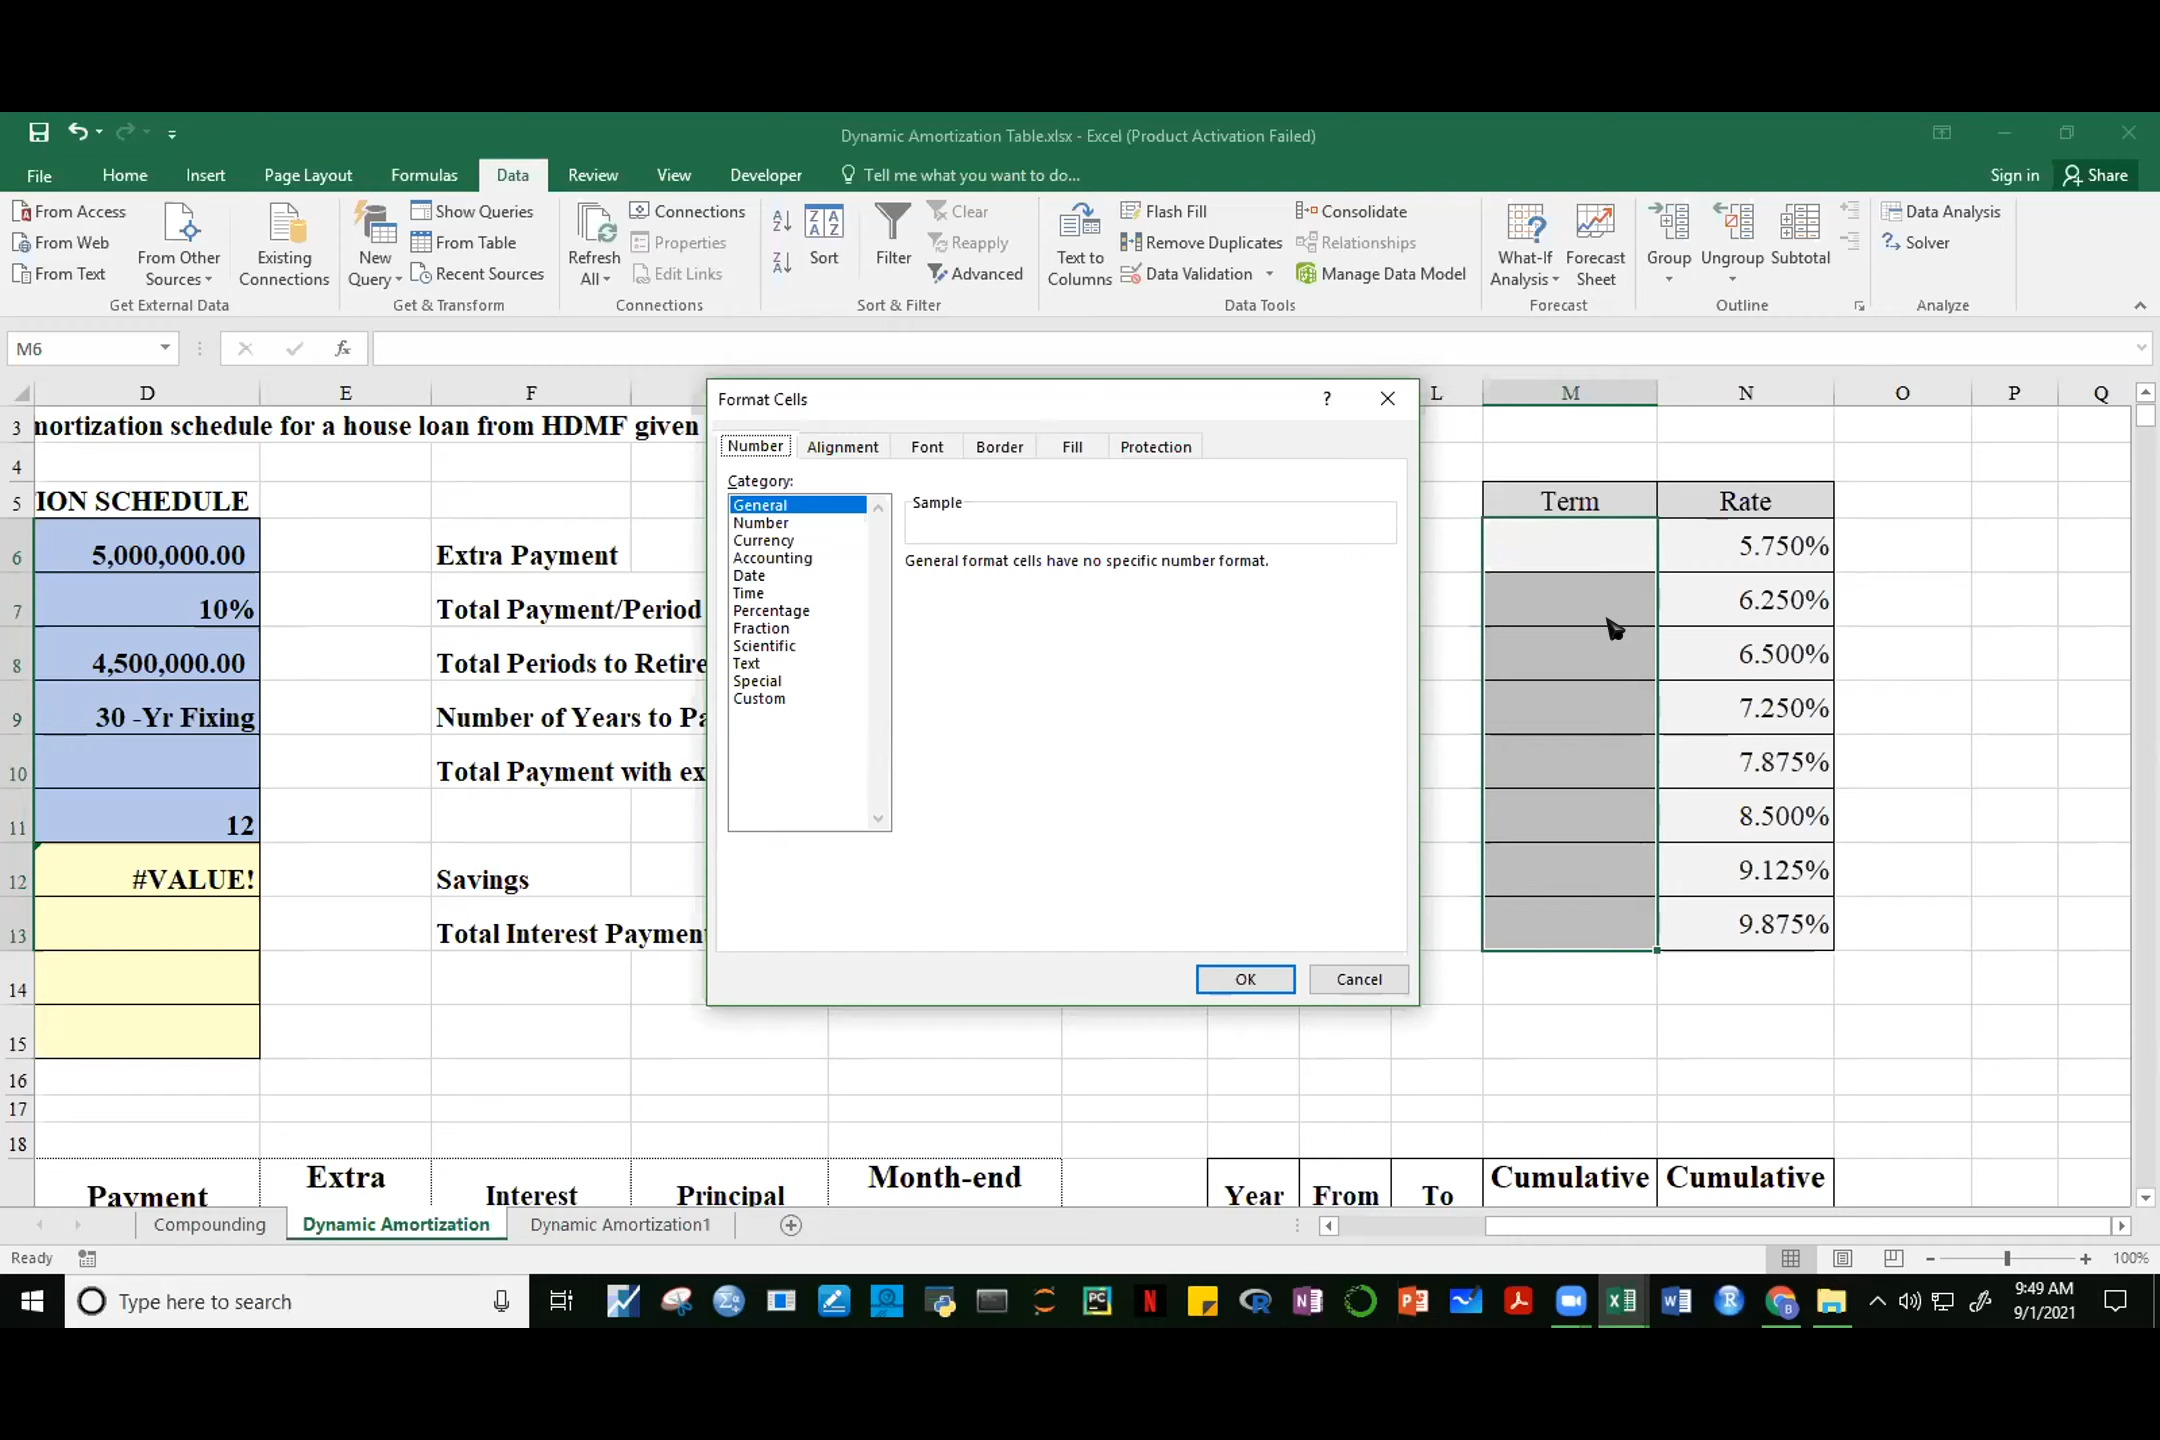 Dynamic Amortization Table.xlsx - Excel (Product Activation Failed)
File Home Insert Page Layout Formulas Data Review View Developer Tell me what you want to do... Sign in Share
From Access
From Web
From Text
From Other Sources
Existing Connections
Get External Data
New Query
Show Queries
From Table
Recent Sources
Get & Transform
Refresh All
Connections
Properties
Edit Links
Connections
Sort
Filter
Clear
Reapply
Advanced
Sort & Filter
Text to Columns
Flash Fill
Remove Duplicates
Data Validation
Consolidate
Relationships
Manage Data Model
Data Tools
What-If Analysis
Forecast Sheet
Forecast
Group
Ungroup
Subtotal
Outline
Data Analysis
Solver
Analyze
M6
fx
D E F L M N O P Q
3 nortization schedule for a house loan from HDMF given
4
5 ION SCHEDULE Term Rate
6 5,000,000.00 Extra Payment 5.750%
7 10% Total Payment/Period 6.250%
8 4,500,000.00 Total Periods to Retire 6.500%
9 30 -Yr Fixing Number of Years to Pa 7.250%
10 Total Payment with ex 7.875%
11 12 8.500%
12 #VALUE! Savings 9.125%
13 Total Interest Paymen 9.875%
14
15
16
17
18
Payment Extra Interest Principal Month-end Year From To Cumulative Cumulative
Format Cells
?
Number Alignment Font Border Fill Protection
Category:
General
Number
Currency
Accounting
Date
Time
Percentage
Fraction
Scientific
Text
Special
Custom
Sample
General format cells have no specific number format.
OK Cancel
Compounding Dynamic Amortization Dynamic Amortization1
Ready 100%
Type here to search
9:49 AM
9/1/2021